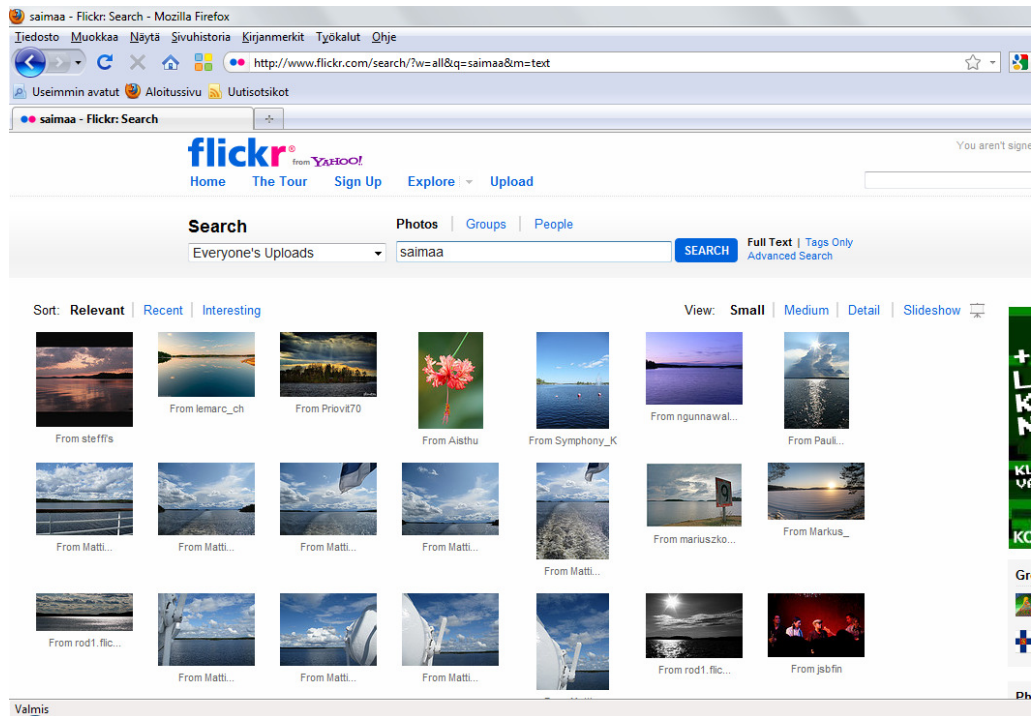 saimaa - Flickr: Search - Mozilla Firefox
Tiedosto Muokkaa Näytä Sivuhistoria Kirjanmerkit Työkalut Ohje
http://www.flickr.com/search/?w=all&q=saimaa&m=text
Useimmin avatut Aloitussivu Uutisotsikot
saimaa - Flickr: Search
flickr® from YAHOO!
You aren't signe
Home The Tour Sign Up Explore Upload
Search Photos Groups People
Everyone's Uploads saimaa SEARCH Full Text | Tags Only
Advanced Search
Sort: Relevant Recent Interesting View: Small Medium Detail Slideshow
From lemarc_ch From Priovit70
From ngunnawal...
From steffi's From Aisthu From Symphony_K From Pauli...
From Markus_
From mariuszko...
From Matti... From Matti... From Matti... From Matti...
From Matti...
From rod1.flic...
From Matti... From Matti... From Matti... From rod1.flic... From jsbfin
Gr
Ph
Valmis